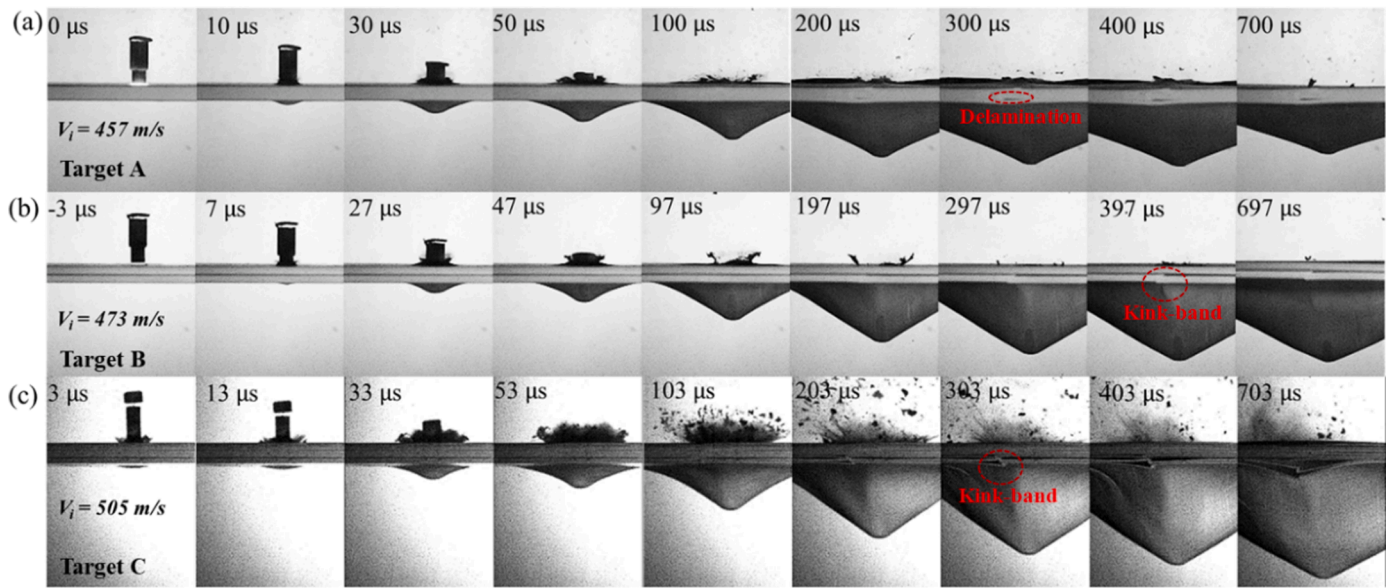 (a) 0 μs 10 μs 30 μs 50 μs 100 μs 200 μs 300 μs 400 μs 700 μs
Delamination
Vi = 457 m/s
Target A
(b) -3 μs 7 μs 27 μs 47 μs 97 μs 197 μs 297 μs 397 μs 697 μs
Kink-band
Vi = 473 m/s
Target B
(c) 3 μs 13 μs 33 μs 53 μs 103 μs 203 μs 303 μs 403 μs 703 μs
Kink-band
Vi = 505 m/s
Target C